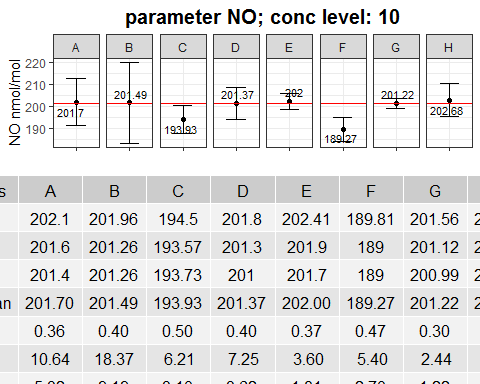 parameter NO; conc level: 10
A B C D E F G H
NO nmol/mol
220
210
200
190
201.7 201.49 193.93 201.37 202 189.27 201.22 202.68
s A B C D E F G
202.1 201.96 194.5 201.8 202.41 189.81 201.56 2
201.6 201.26 193.57 201.3 201.9 189 201.12 2
201.4 201.26 193.73 201 201.7 189 200.99 2
an 201.70 201.49 193.93 201.37 202.00 189.27 201.22 2
0.36 0.40 0.50 0.40 0.37 0.47 0.30
10.64 18.37 6.21 7.25 3.60 5.40 2.44